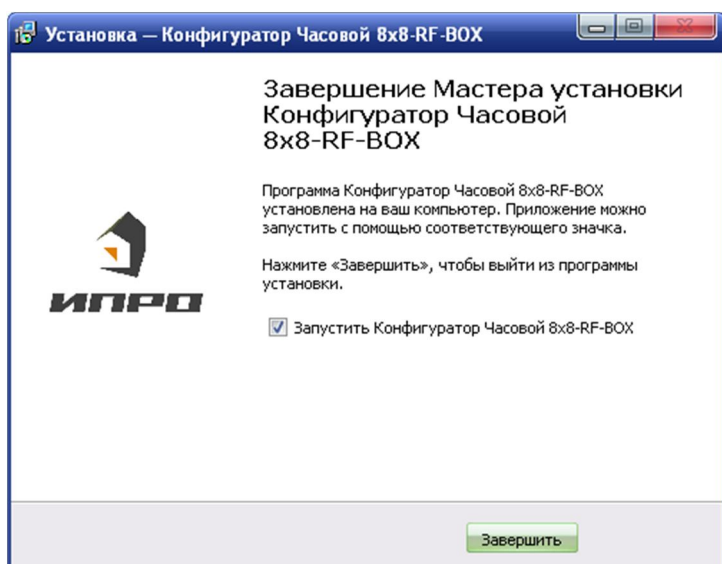 Установка — Конфигуратор Часовой 8x8-RF-BOX
Завершение Мастера установки
Конфигуратор Часовой
8x8-RF-BOX
Программа Конфигуратор Часовой 8x8-RF-BOX
установлена на ваш компьютер. Приложение можно
запустить с помощью соответствующего значка.
Нажмите «Завершить», чтобы выйти из программы
установки.
ИПРО
Запустить Конфигуратор Часовой 8x8-RF-BOX
Завершить